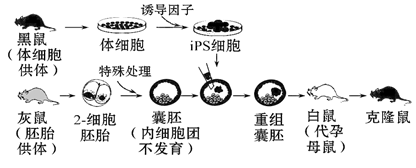 诱导因子
黑鼠
(体细胞
供体)
体细胞
iPS细胞
特殊处理
灰鼠
(胚胎
供体)
2-细胞
胚胎
囊胚
(内细胞团
不发育)
重组
囊胚
白鼠
(代孕
母鼠)
克隆鼠